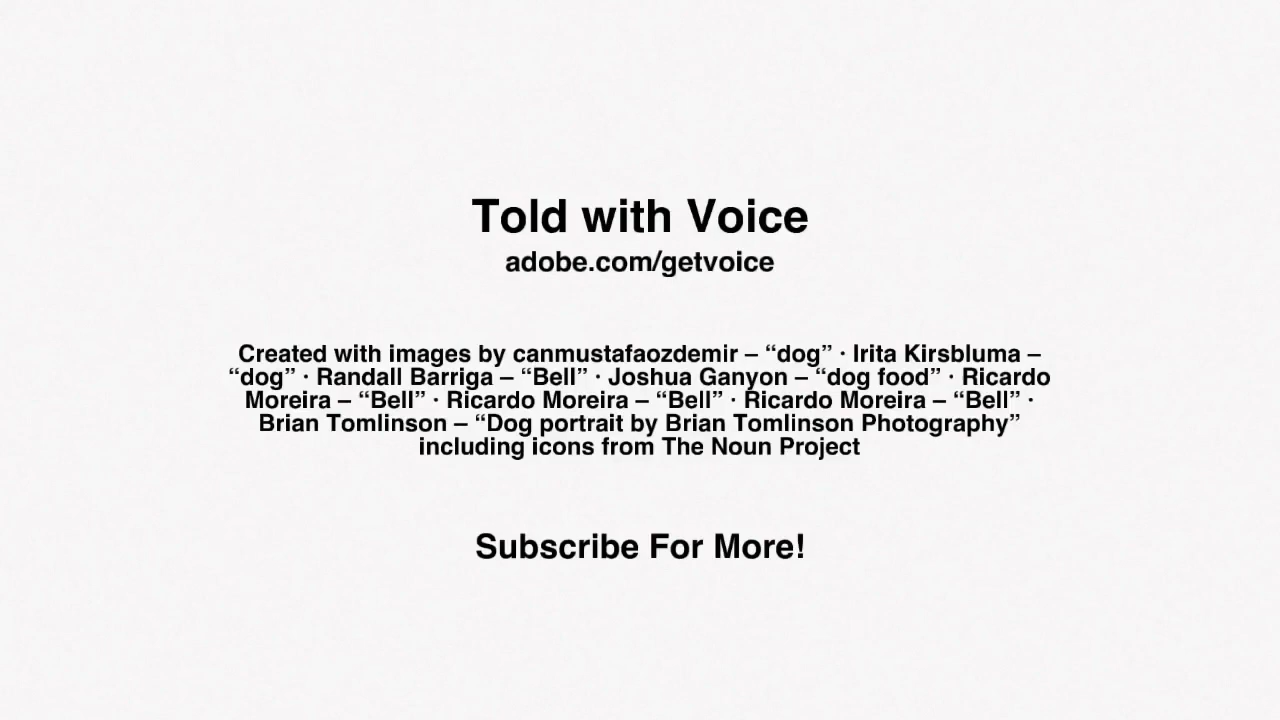 Told with Voice
adobe.com/getvoice
Created with images by canmustafaozdemir – “dog” · Irita Kirsbluma –
“dog” · Randall Barriga – “Bell” · Joshua Ganyon – “dog food” · Ricardo
Moreira – “Bell” · Ricardo Moreira – “Bell” · Ricardo Moreira – “Bell” ·
Brian Tomlinson – “Dog portrait by Brian Tomlinson Photography”
including icons from The Noun Project
Subscribe For More!